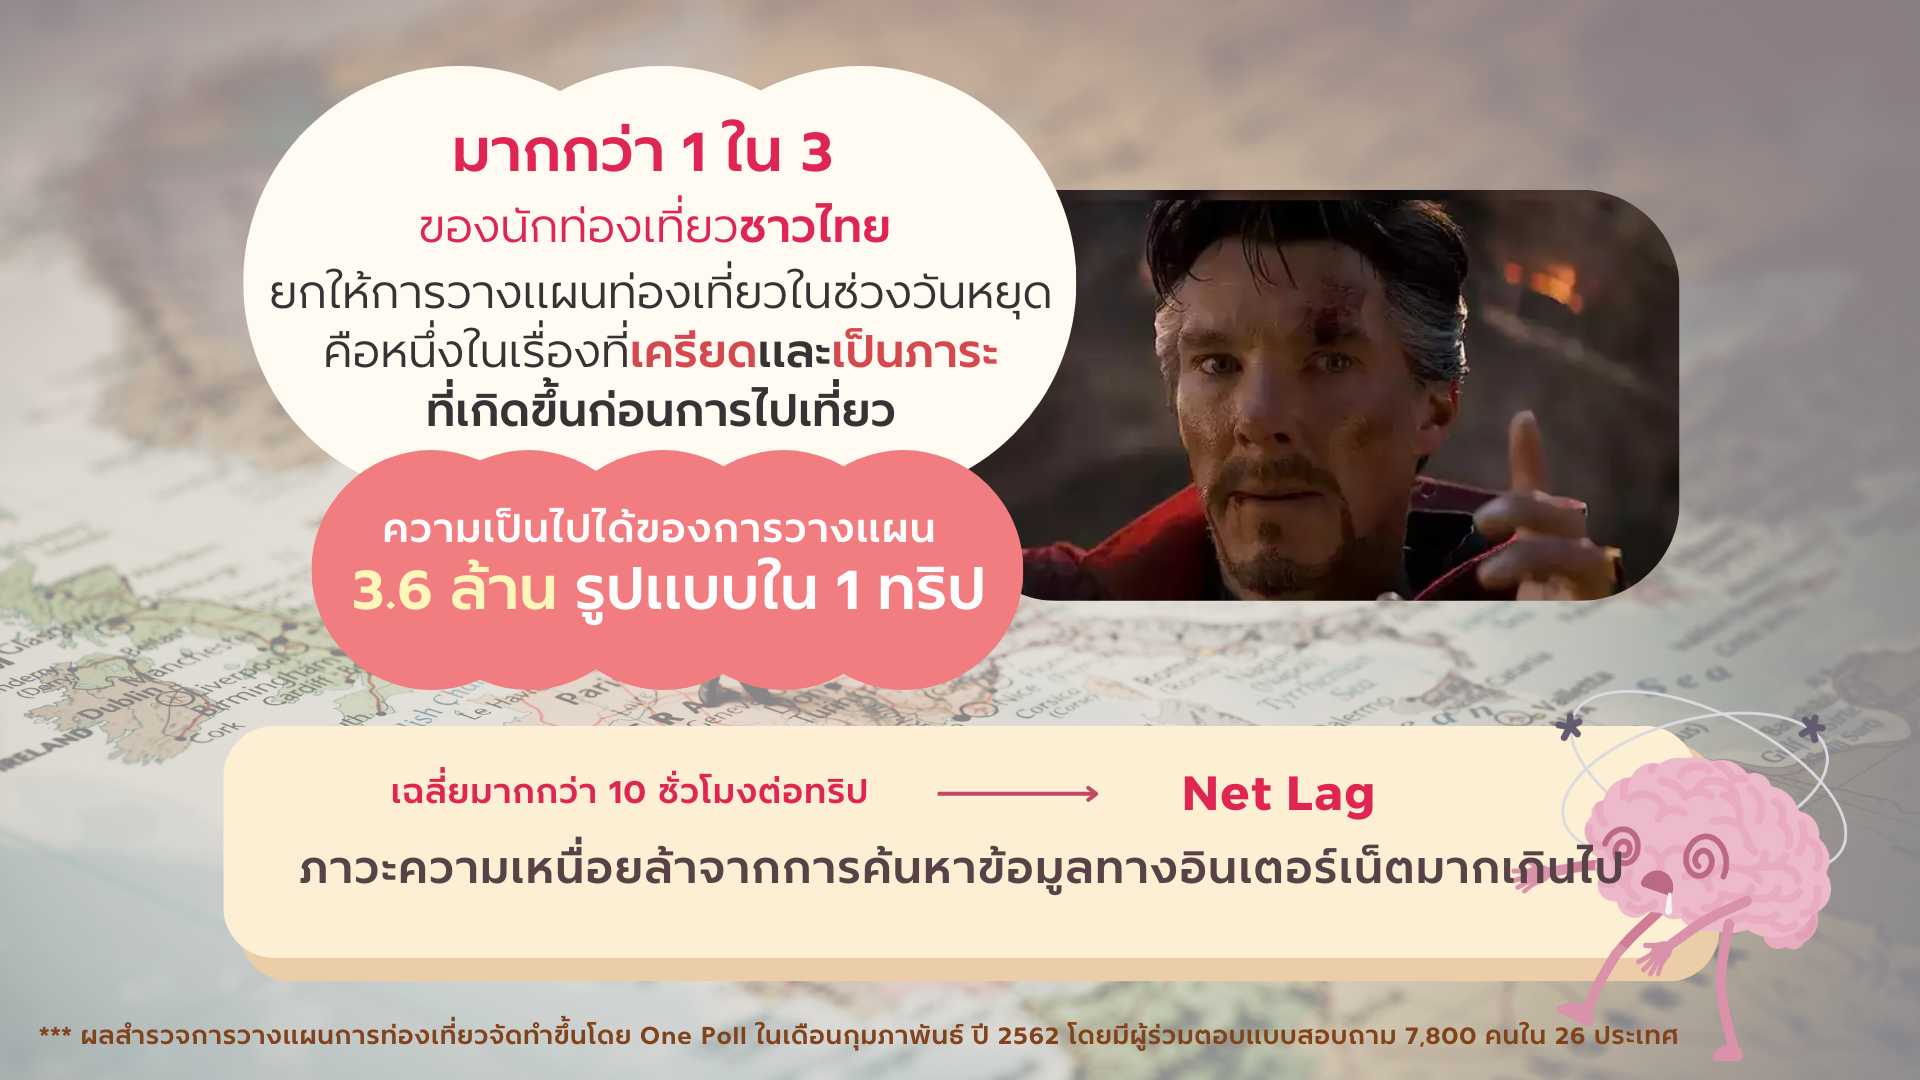 มากกว่า 1 ใน 3
ของนักท่องเที่ยวชาวไทย
ยกให้การวางแผนท่องเที่ยวในช่วงวันหยุด
คือหนึ่งในเรื่องที่เครียดและเป็นภาระ
ที่เกิดขึ้นก่อนการไปเที่ยว
ความเป็นไปได้ของการวางแผน
3.6 ล้าน รูปแบบใน 1 ทริป
Manchester
Liverpool
Birmingham
Dublin
Cardiff
Cork
IRELAND
Le Hav
Nice
Corsica
Tyrrhenian
Sea
Palermo
Valletta
เฉลี่ยมากกว่า 10 ชั่วโมงต่อทริป
Net Lag
ภาวะความเหนื่อยล้าจากการค้นหาข้อมูลทางอินเตอร์เน็ตมากเกินไป
*** ผลสำรวจการวางแผนการท่องเที่ยวจัดทำขึ้นโดย One Poll ในเดือนกุมภาพันธ์ ปี 2562 โดยมีผู้ร่วมตอบแบบสอบถาม 7,800 คนใน 26 ประเทศ